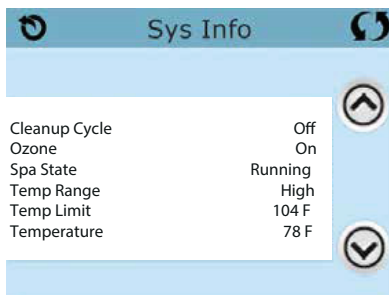 Sys Info
Cleanup Cycle Off
Ozone On
Spa State Running
Temp Range High
Temp Limit 104 F
Temperature 78 F